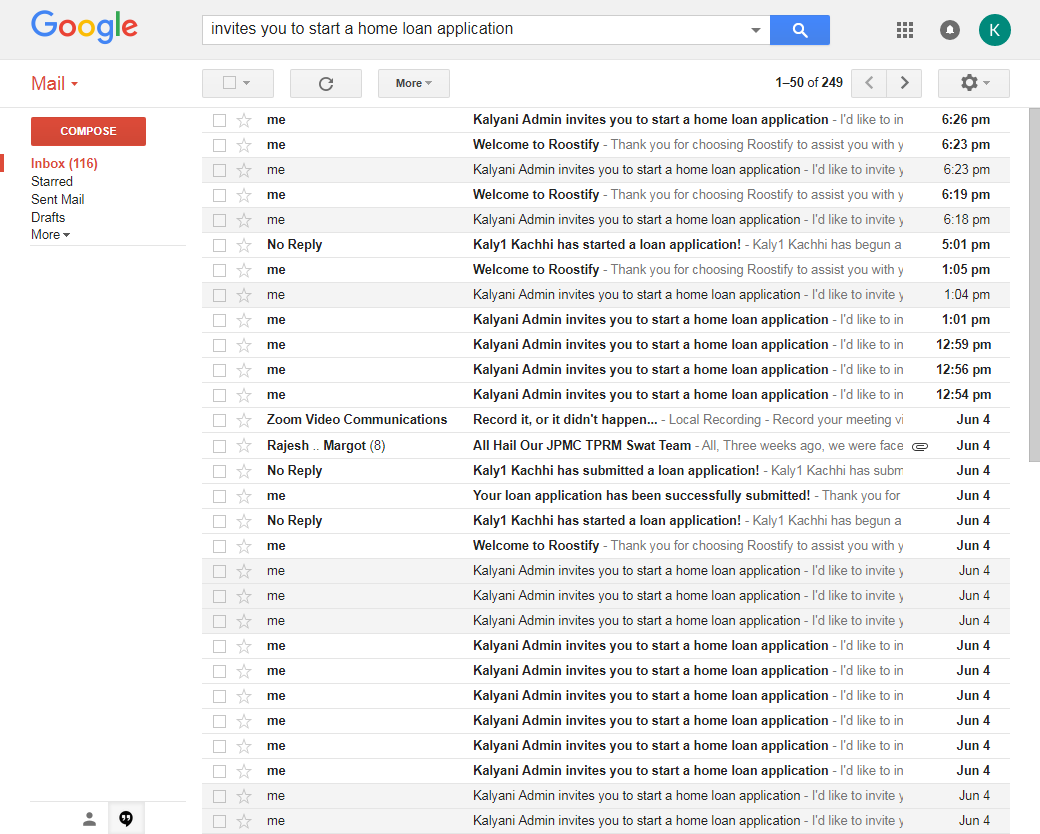 Google
invites you to start a home loan application
K
Mail
More
1–50 of 249
COMPOSE
Inbox (116)
Starred
Sent Mail
Drafts
More
me Kalyani Admin invites you to start a home loan application - I'd like to in 6:26 pm
me Welcome to Roostify - Thank you for choosing Roostify to assist you with y 6:23 pm
me Kalyani Admin invites you to start a home loan application - I'd like to invite y 6:23 pm
me Welcome to Roostify - Thank you for choosing Roostify to assist you with y 6:19 pm
me Kalyani Admin invites you to start a home loan application - I'd like to invite y 6:18 pm
No Reply Kaly1 Kachhi has started a loan application! - Kaly1 Kachhi has begun a 5:01 pm
me Welcome to Roostify - Thank you for choosing Roostify to assist you with y 1:05 pm
me Kalyani Admin invites you to start a home loan application - I'd like to invite y 1:04 pm
me Kalyani Admin invites you to start a home loan application - I'd like to in 1:01 pm
me Kalyani Admin invites you to start a home loan application - I'd like to in 12:59 pm
me Kalyani Admin invites you to start a home loan application - I'd like to in 12:56 pm
me Kalyani Admin invites you to start a home loan application - I'd like to in 12:54 pm
Zoom Video Communications Record it, or it didn't happen... - Local Recording - Record your meeting vi Jun 4
Rajesh .. Margot (8) All Hail Our JPMC TPRM Swat Team - All, Three weeks ago, we were face Jun 4
No Reply Kaly1 Kachhi has submitted a loan application! - Kaly1 Kachhi has subm Jun 4
me Your loan application has been successfully submitted! - Thank you for Jun 4
No Reply Kaly1 Kachhi has started a loan application! - Kaly1 Kachhi has begun a Jun 4
me Welcome to Roostify - Thank you for choosing Roostify to assist you with y Jun 4
me Kalyani Admin invites you to start a home loan application - I'd like to invite y Jun 4
me Kalyani Admin invites you to start a home loan application - I'd like to invite y Jun 4
me Kalyani Admin invites you to start a home loan application - I'd like to invite y Jun 4
me Kalyani Admin invites you to start a home loan application - I'd like to in Jun 4
me Kalyani Admin invites you to start a home loan application - I'd like to in Jun 4
me Kalyani Admin invites you to start a home loan application - I'd like to in Jun 4
me Kalyani Admin invites you to start a home loan application - I'd like to in Jun 4
me Kalyani Admin invites you to start a home loan application - I'd like to in Jun 4
me Kalyani Admin invites you to start a home loan application - I'd like to in Jun 4
me Kalyani Admin invites you to start a home loan application - I'd like to invite y Jun 4
me Kalyani Admin invites you to start a home loan application - I'd like to invite y Jun 4